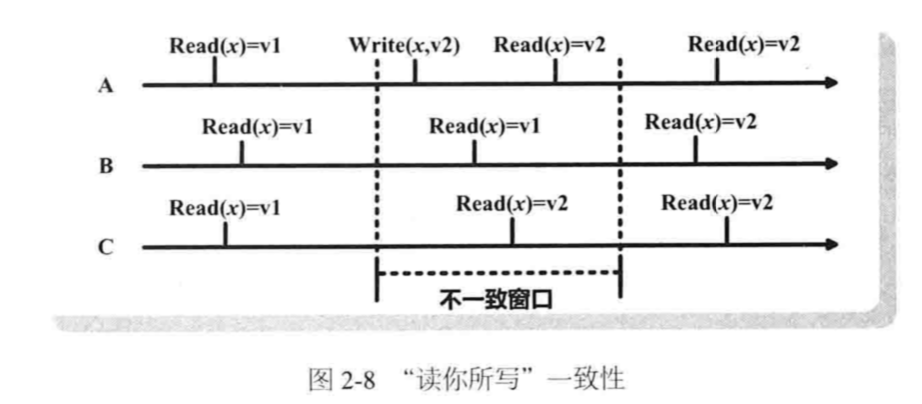 Read(x)=v1 Write(x,v2) Read(x)=v2 Read(x)=v2
A
Read(x)=v1 Read(x)=v1 Read(x)=v2
B
Read(x)=v1 Read(x)=v2 Read(x)=v2
C
不一致窗口
图 2-8 “读你所写”一致性